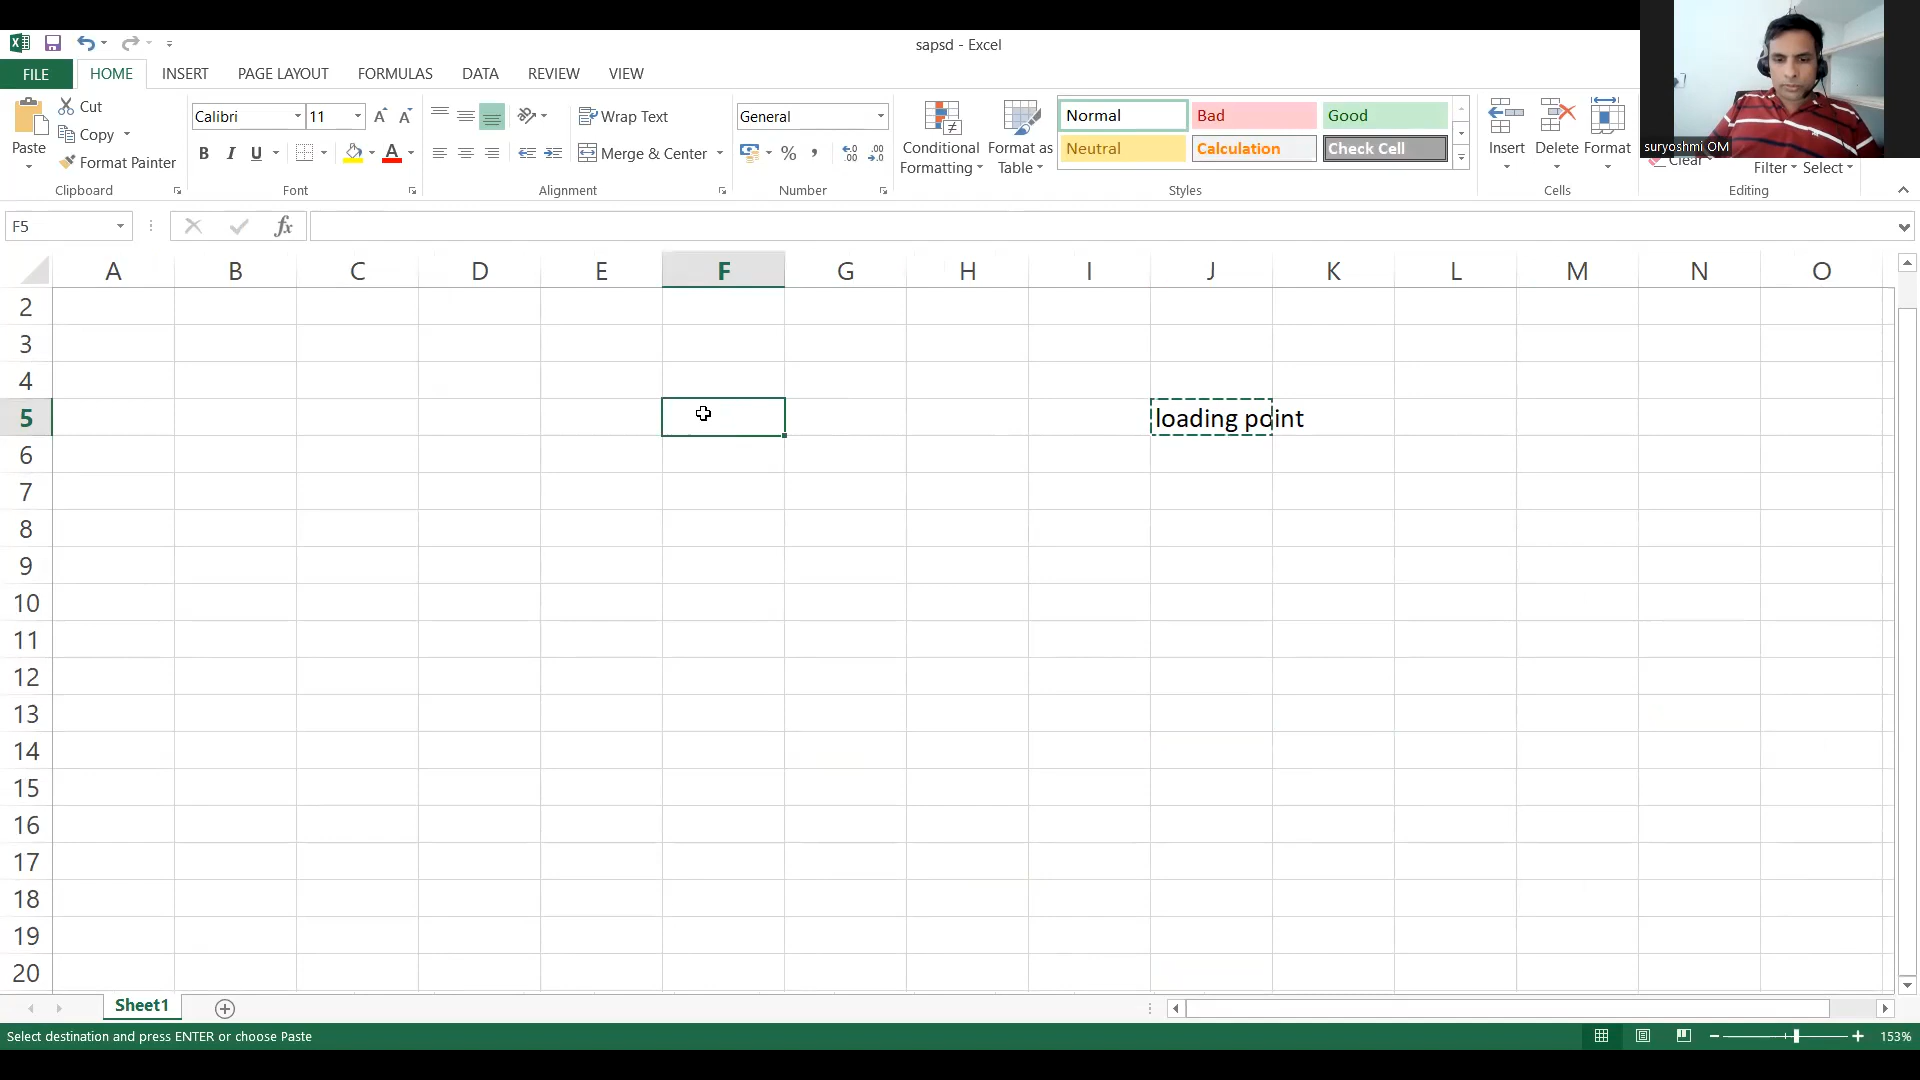 sapsd - Excel
FILE HOME INSERT PAGE LAYOUT FORMULAS DATA REVIEW VIEW
Paste
Cut
Copy
Format Painter
Clipboard
Calibri 11
B I U
Font
Wrap Text
Merge & Center
Alignment
General
%
Number
Conditional Formatting
Format as Table
Normal Bad Good
Neutral Calculation Check Cell
Styles
Insert Delete Format
Cells
Clear
Filter Select
Editing
suryoshmi OM
F5
fx
A B C D E F G H I J K L M N O
2
3
4
5 loading point
6
7
8
9
10
11
12
13
14
15
16
17
18
19
20
Sheet1
Select destination and press ENTER or choose Paste
153%